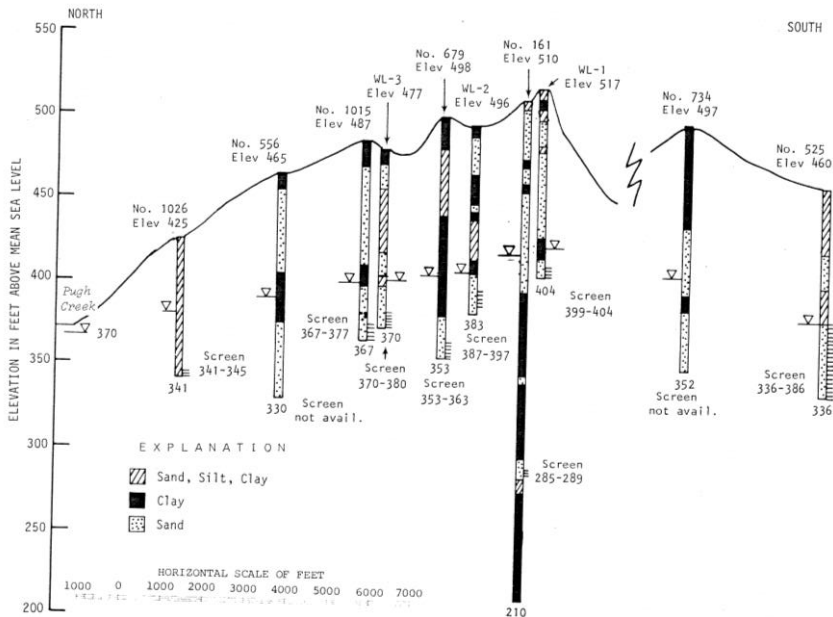 NORTH
SOUTH
550
500
450
400
350
300
250
200
ELEVATION IN FEET ABOVE MEAN SEA LEVEL
No. 1026
Elev 425
No. 556
Elev 465
No. 1015
Elev 487
WL-3
Elev 477
No. 679
Elev 498
WL-2
Elev 496
No. 161
Elev 510
WL-1
Elev 517
No. 734
Elev 497
No. 525
Elev 460
Pugh
Creek
370
341
Screen
341-345
330
Screen
not avail.
Screen
367-377
367
370
Screen
370-380
353
Screen
353-363
383
Screen
387-397
404
Screen
399-404
Screen
285-289
210
352
Screen
not avail.
Screen
336-386
336
EXPLANATION
Sand, Silt, Clay
Clay
Sand
HORIZONTAL SCALE OF FEET
1000 0 1000 2000 3000 4000 5000 6000 7000